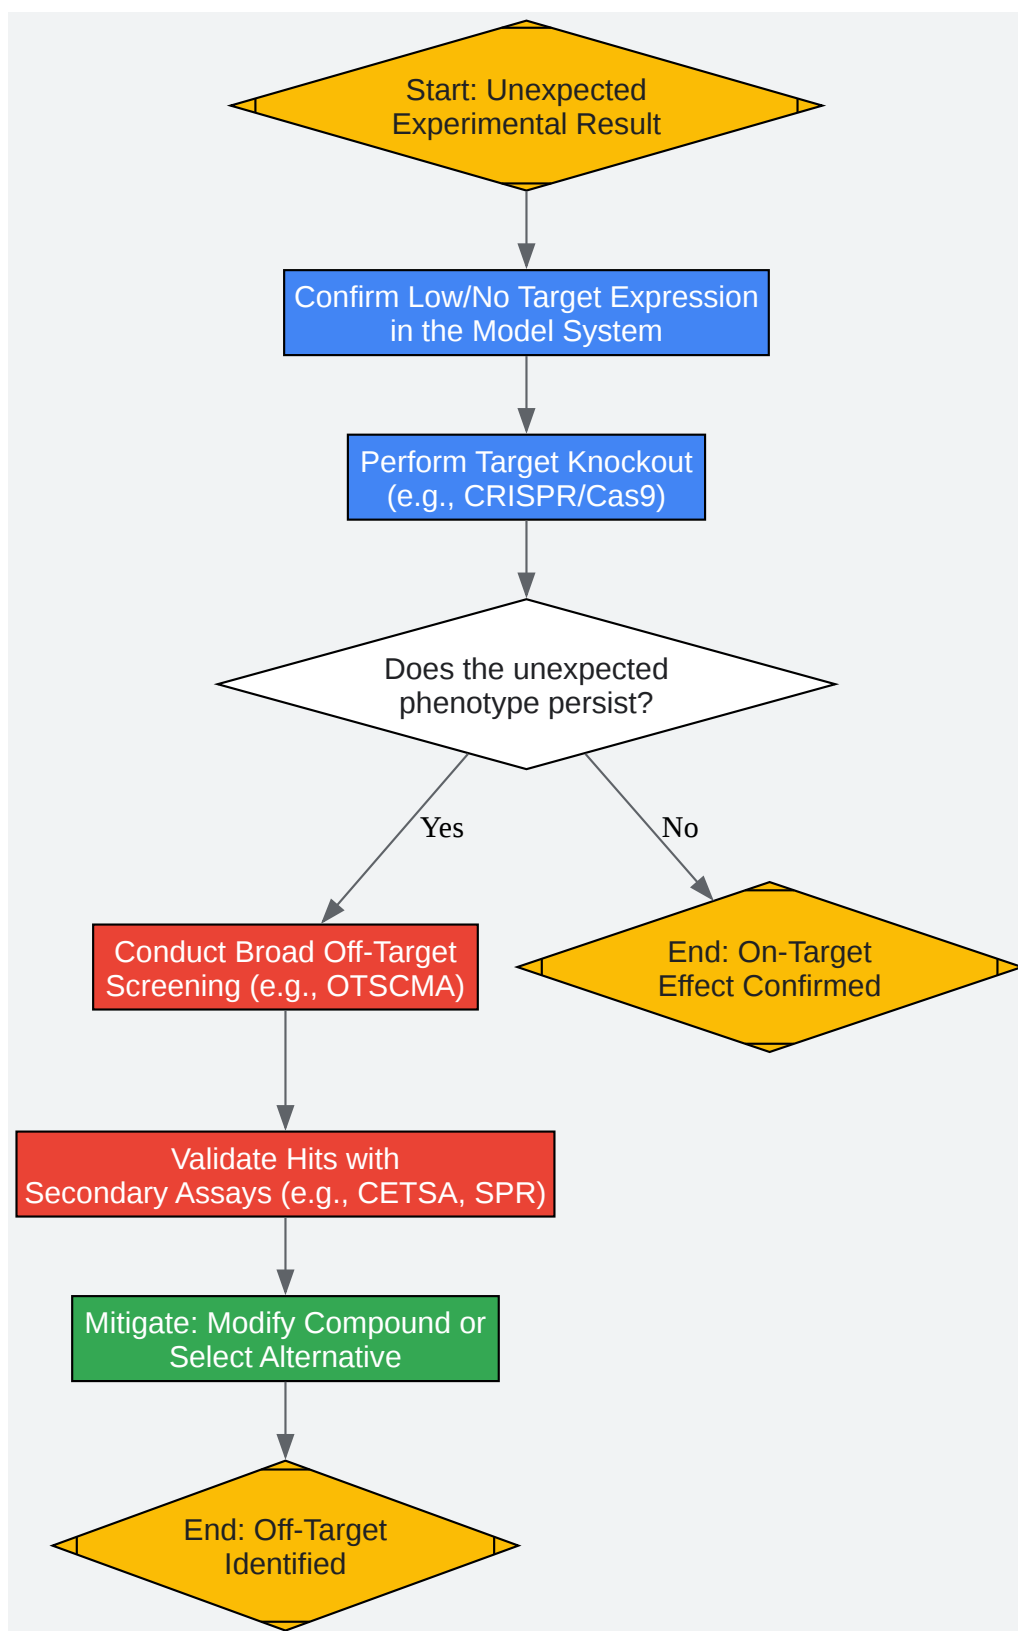 Start: Unexpected
Experimental Result
Confirm Low/No Target Expression
in the Model System
Perform Target Knockout
(e.g., CRISPR/Cas9)
Does the unexpected
phenotype persist?
Yes
No
Conduct Broad Off-Target
Screening (e.g., OTSCMA)
End: On-Target
Effect Confirmed
Validate Hits with
Secondary Assays (e.g., CETSA, SPR)
Mitigate: Modify Compound or
Select Alternative
End: Off-Target
Identified